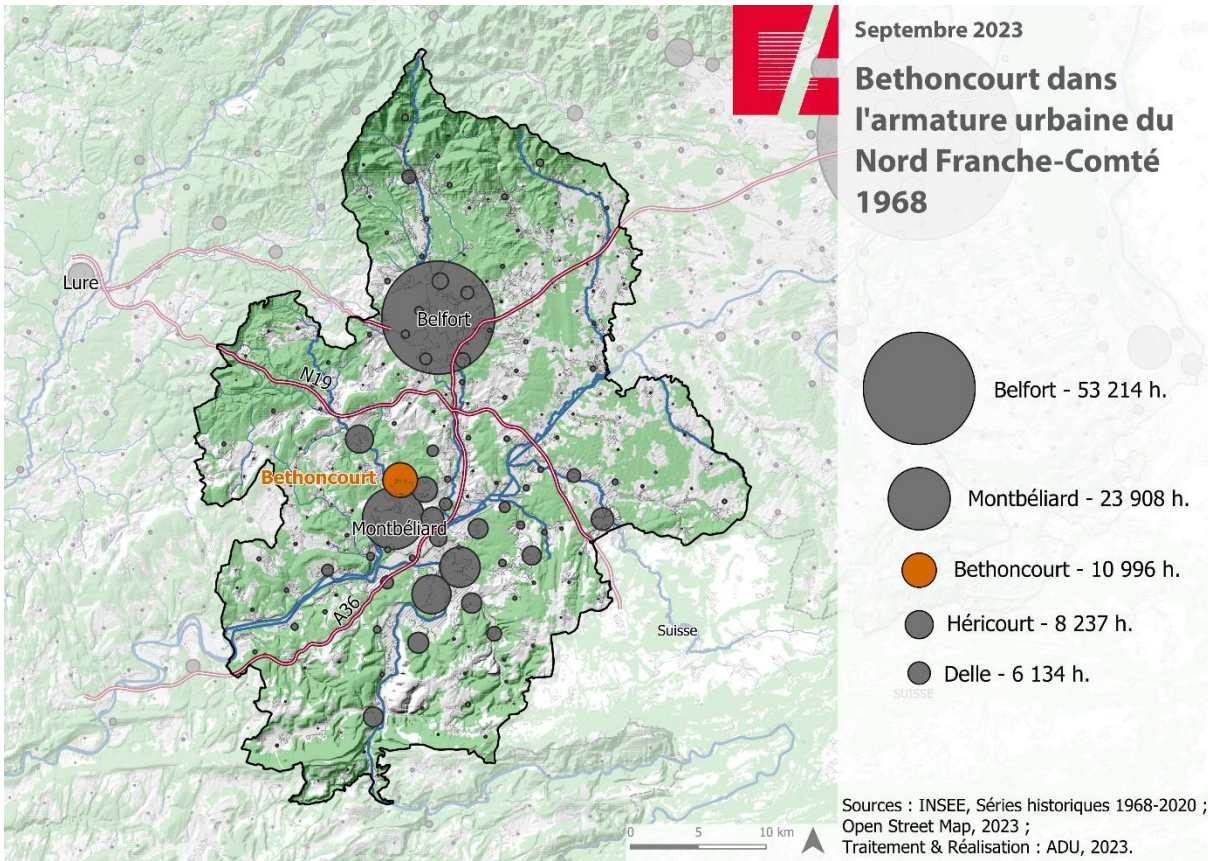 Septembre 2023
Bethoncourt dans
l'armature urbaine du
Nord Franche-Comté
1968
Lure
Belfort
N19
Bethoncourt
Montbéliard
A36
Suisse
Belfort - 53 214 h.
Montbéliard - 23 908 h.
Bethoncourt - 10 996 h.
Héricourt - 8 237 h.
Delle - 6 134 h.
SUISSE
0 5 10 km
Sources : INSEE, Séries historiques 1968-2020 ;
Open Street Map, 2023 ;
Traitement & Réalisation : ADU, 2023.